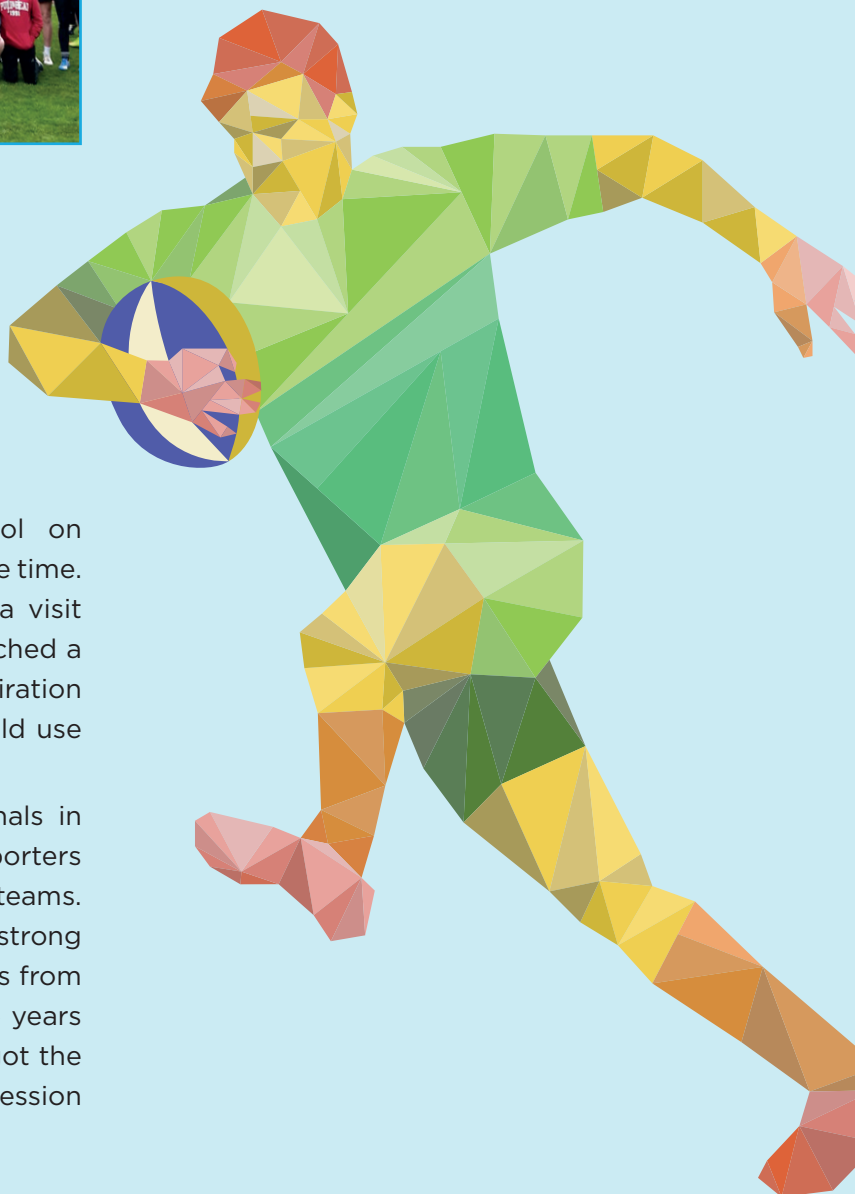 ol on
e time.
a visit
ched a
iration
ld use
nals in
porters
teams.
strong
s from
years
ot the
ession